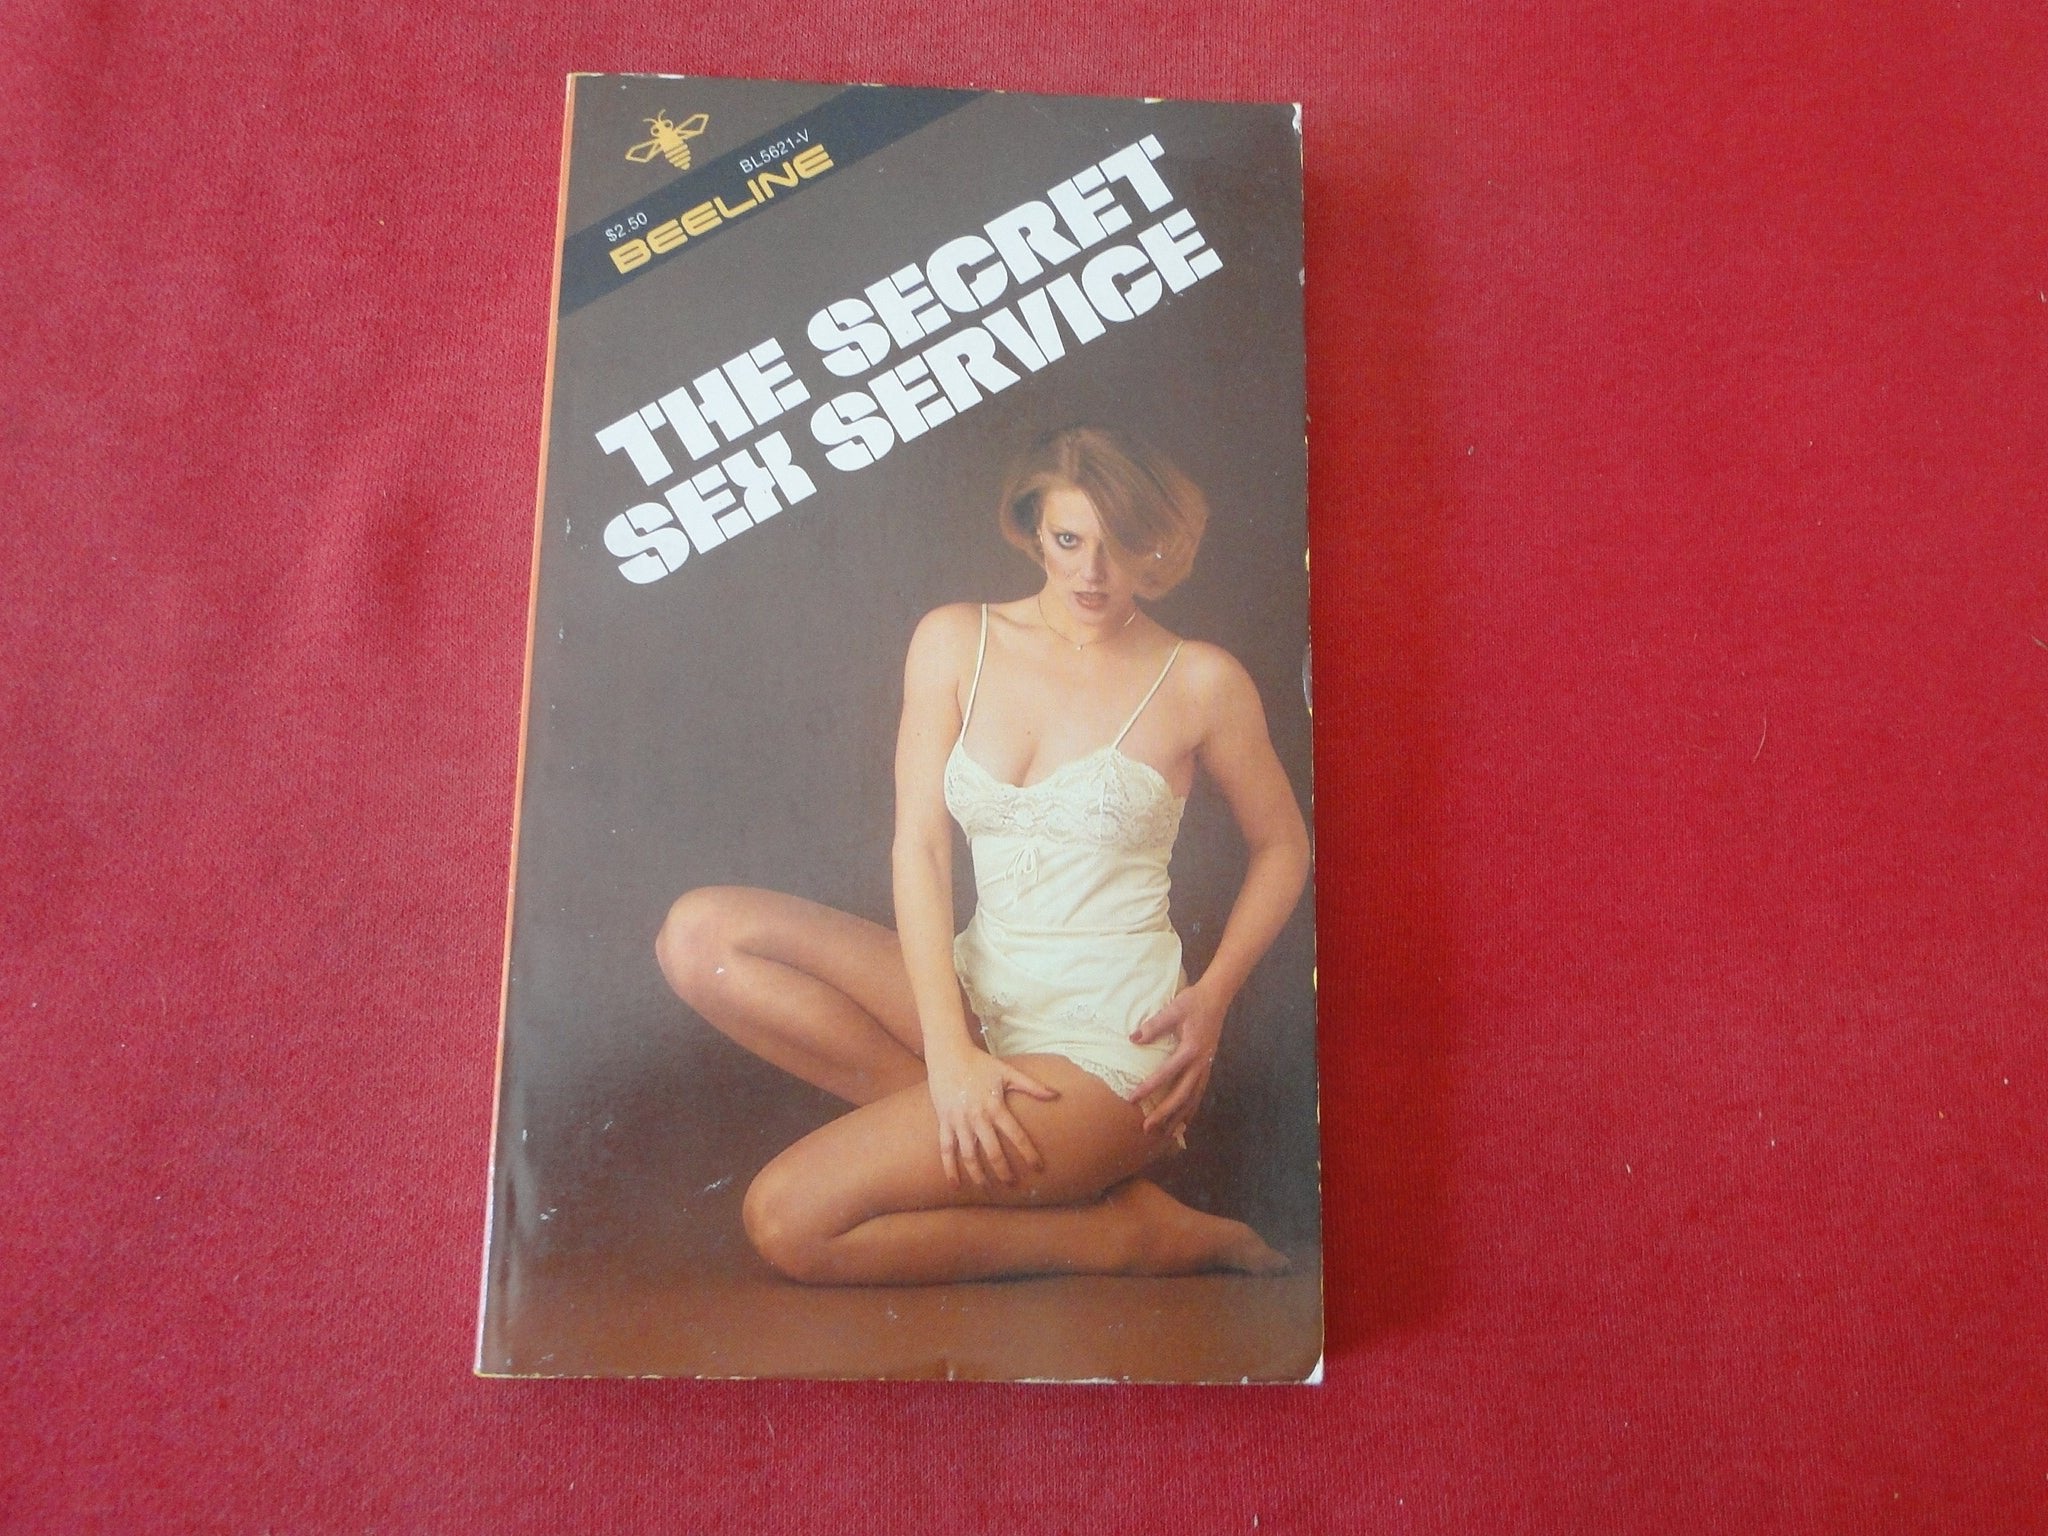 $2.50 BL5621-V
BEELINE
THE SECRET
SEX SERVICE